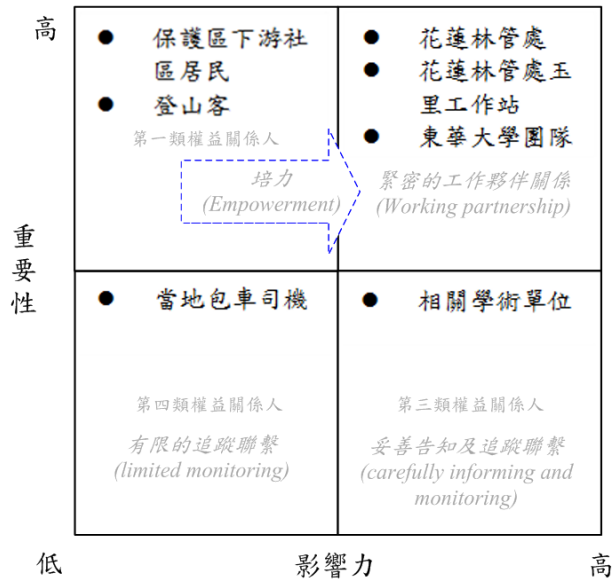 高
● 保護區下游社
區居民
● 登山客
第一類權益關係人
培力
(Empowerment)
● 花蓮林管處
● 花蓮林管處玉
里工作站
● 東華大學團隊
緊密的工作夥伴關係
(Working partnership)
重
要
性
● 當地包車司機
第四類權益關係人
有限的追蹤聯繫
(limited monitoring)
● 相關學術單位
第三類權益關係人
妥善告知及追蹤聯繫
(carefully informing and
monitoring)
低
影響力
高